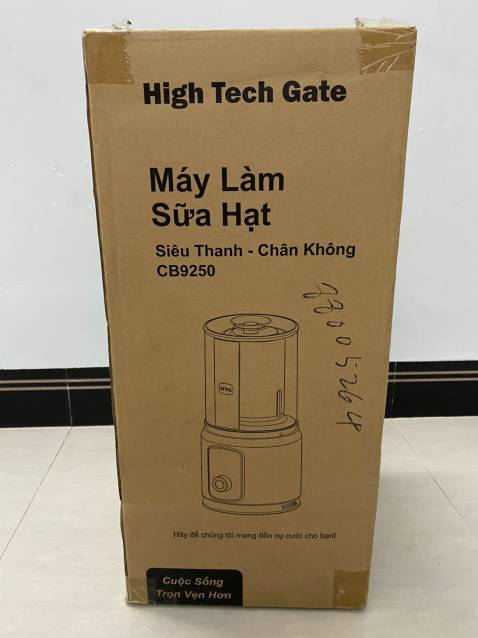 High Tech Gate
Máy Làm
Sữa Hạt
Siêu Thanh - Chân Không
CB9250
HTG
Hãy để chúng tôi mang đến nụ cười cho bạn!
Cuộc Sống
Trọn Vẹn Hơn